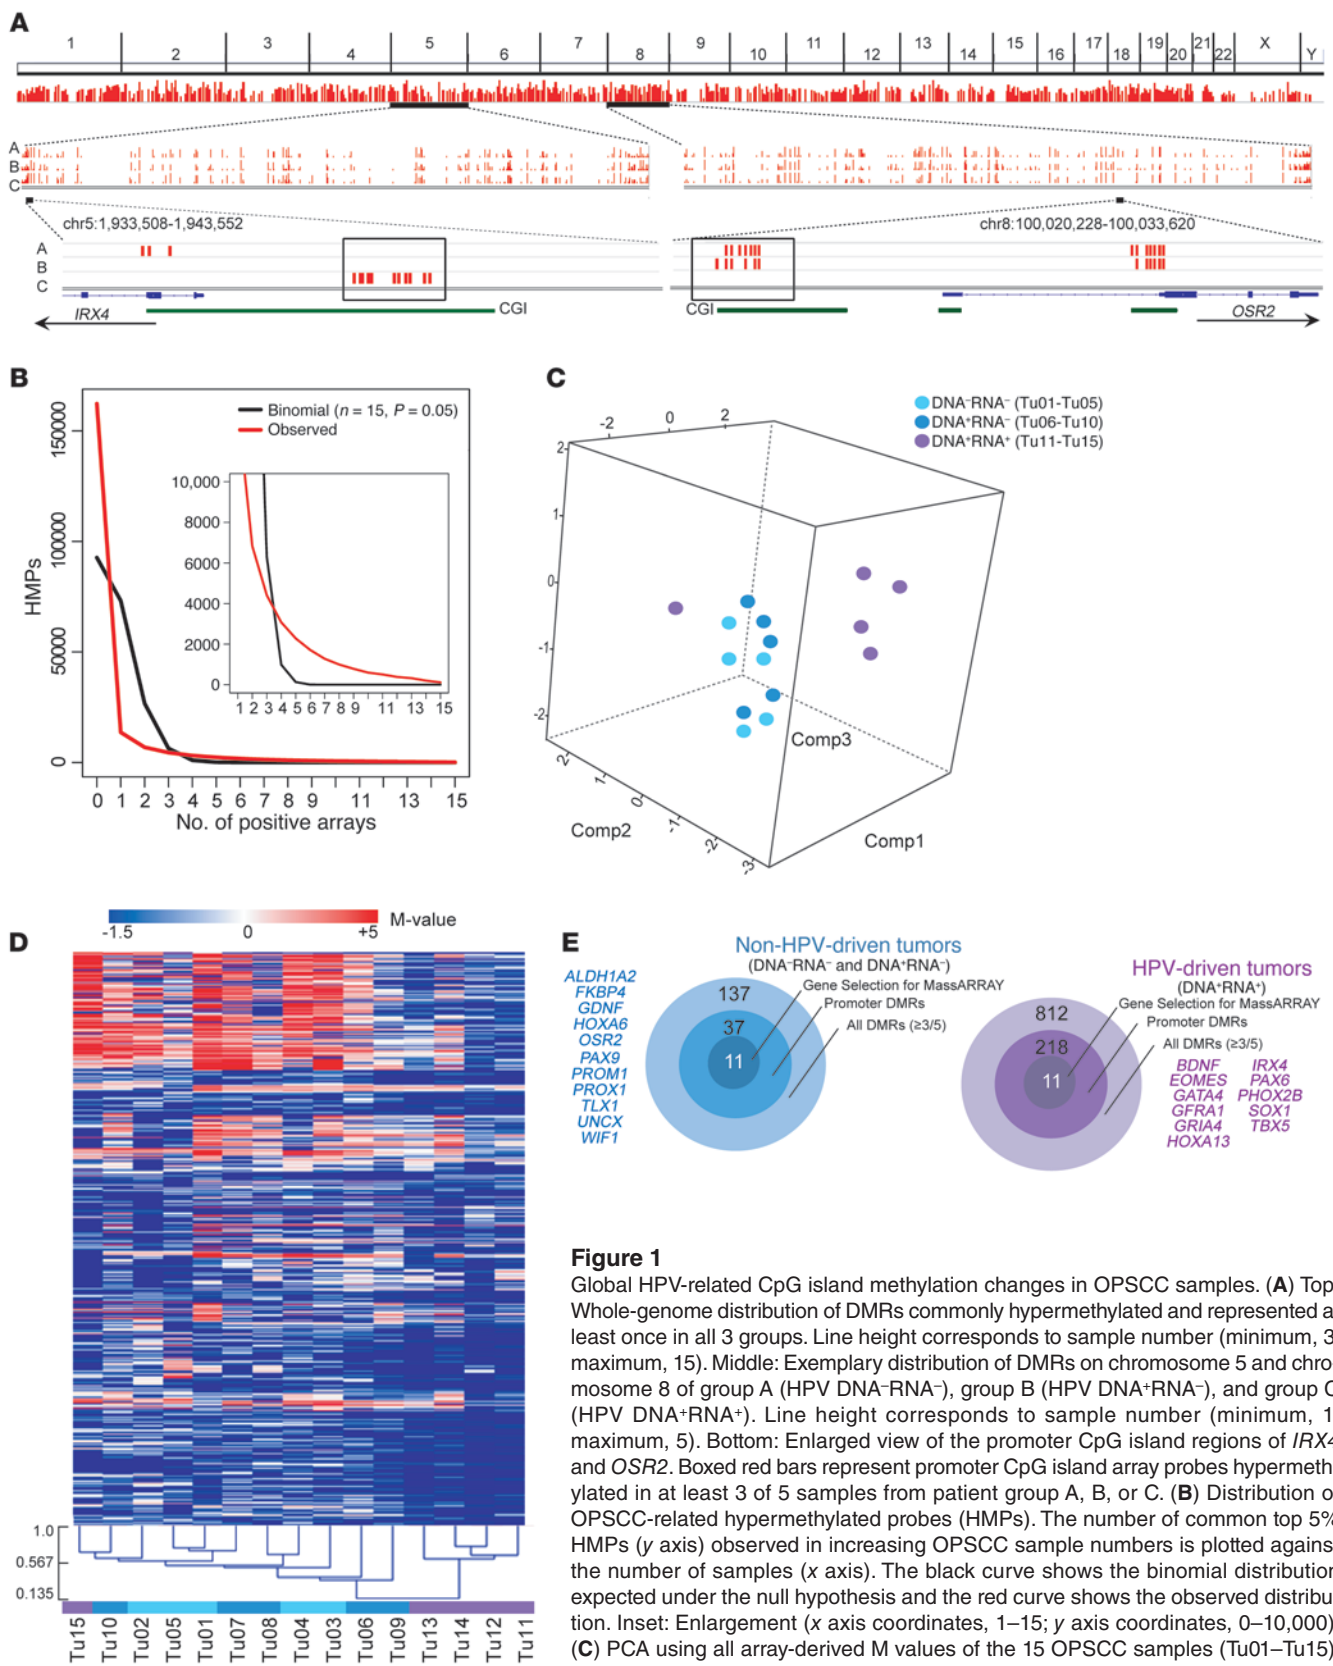 A
1 2 3 4 5 6 7 8 9 10 11 12 13 14 15 16 17 18 19 20 21 22 X Y
A
B
C
chr5:1,933,508-1,943,552
chr8:100,020,228-100,033,620
A
B
C
CGI
CGI
IRX4
OSR2
B
HMPs
150000
100000
50000
0
Binomial (n = 15, P = 0.05)
Observed
10,000
8000
6000
4000
2000
0
1 2 3 4 5 6 7 8 9 11 13 15
0 1 2 3 4 5 6 7 8 9 11 13 15
No. of positive arrays
C
DNA⁻RNA⁻ (Tu01-Tu05)
DNA⁺RNA⁻ (Tu06-Tu10)
DNA⁺RNA⁺ (Tu11-Tu15)
-2 0 2
2
1
0
-1
-2
2 1 0 -1 -2 -3
Comp3
Comp2
Comp1
D
M-value
-1.5 0 +5
1.0
0.567
0.135
Tu15 Tu10 Tu02 Tu05 Tu01 Tu07 Tu08 Tu04 Tu03 Tu06 Tu09 Tu13 Tu14 Tu12 Tu11
E
Non-HPV-driven tumors
(DNA⁻RNA⁻ and DNA⁺RNA⁻)
Gene Selection for MassARRAY
Promoter DMRs
All DMRs (≥3/5)
137
37
11
ALDH1A2
FKBP4
GDNF
HOXA6
OSR2
PAX9
PROM1
PROX1
TLX1
UNCX
WIF1
HPV-driven tumors
(DNA⁺RNA⁺)
Gene Selection for MassARRAY
Promoter DMRs
All DMRs (≥3/5)
812
218
11
BDNF IRX4
EOMES PAX6
GATA4 PHOX2B
GFRA1 SOX1
GRIA4 TBX5
HOXA13
Figure 1
Global HPV-related CpG island methylation changes in OPSCC samples. (A) Top
Whole-genome distribution of DMRs commonly hypermethylated and represented a
least once in all 3 groups. Line height corresponds to sample number (minimum, 3
maximum, 15). Middle: Exemplary distribution of DMRs on chromosome 5 and chro
mosome 8 of group A (HPV DNA⁻RNA⁻), group B (HPV DNA⁺RNA⁻), and group C
(HPV DNA⁺RNA⁺). Line height corresponds to sample number (minimum, 1
maximum, 5). Bottom: Enlarged view of the promoter CpG island regions of IRX4
and OSR2. Boxed red bars represent promoter CpG island array probes hypermeth
ylated in at least 3 of 5 samples from patient group A, B, or C. (B) Distribution o
OPSCC-related hypermethylated probes (HMPs). The number of common top 5%
HMPs (y axis) observed in increasing OPSCC sample numbers is plotted agains
the number of samples (x axis). The black curve shows the binomial distribution
expected under the null hypothesis and the red curve shows the observed distribu
tion. Inset: Enlargement (x axis coordinates, 1–15; y axis coordinates, 0–10,000)
(C) PCA using all array-derived M values of the 15 OPSCC samples (Tu01–Tu15)